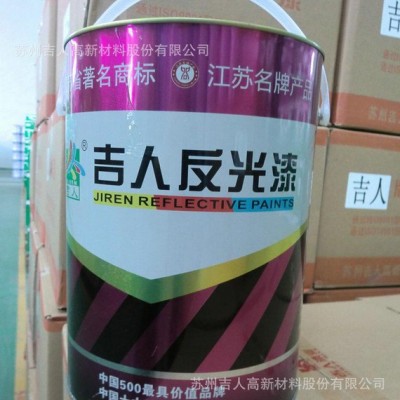 苏州吉人高新材料股份有限公司
省著名商标
江苏名牌产品
吉人
®
吉人反光漆
JIREN REFLECTIVE PAINTS
吉人
中国500最具价值品牌
苏州吉人高新材料股份有限公司